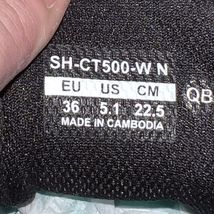 SH-CT500-W N
EU US CM QB
36 5.1 22.5
MADE IN CAMBODIA